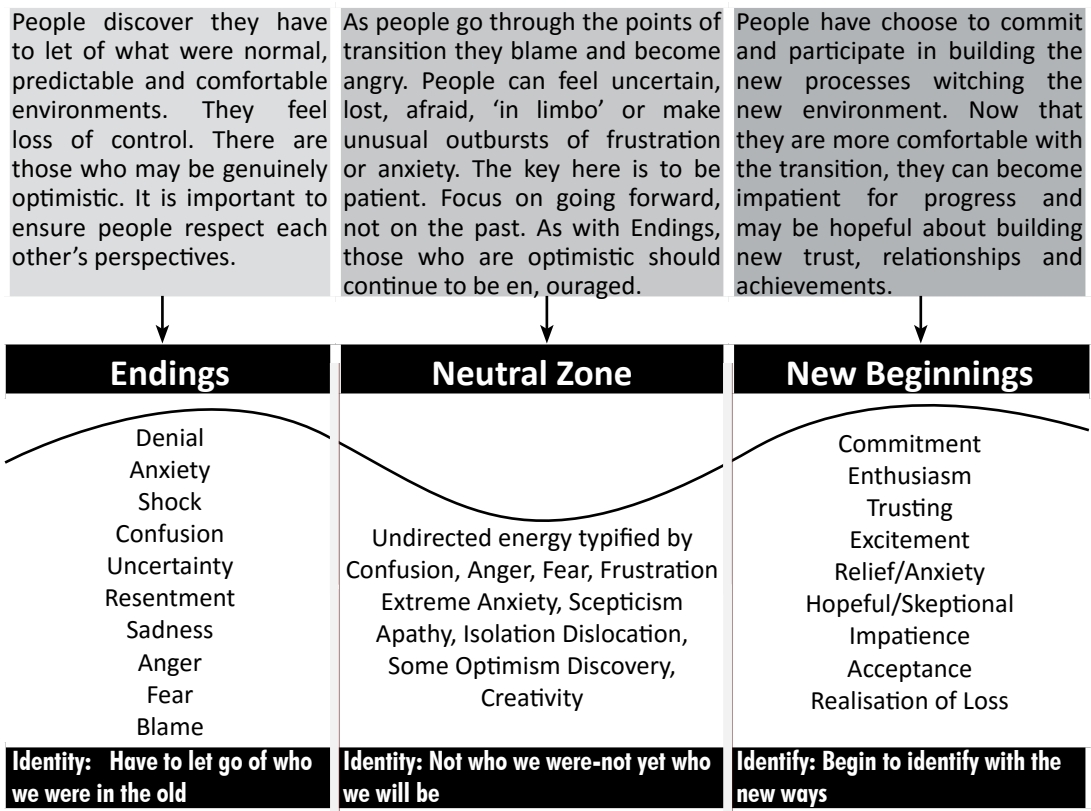 People discover they have
to let of what were normal,
predictable and comfortable
environments. They feel
loss of control. There are
those who may be genuinely
optimistic. It is important to
ensure people respect each
other's perspectives.
As people go through the points of
transition they blame and become
angry. People can feel uncertain,
lost, afraid, 'in limbo' or make
unusual outbursts of frustration
or anxiety. The key here is to be
patient. Focus on going forward,
not on the past. As with Endings,
those who are optimistic should
continue to be en, ouraged.
People have choose to commit
and participate in building the
new processes witching the
new environment. Now that
they are more comfortable with
the transition, they can become
impatient for progress and
may be hopeful about building
new trust, relationships and
achievements.
Endings
Denial
Anxiety
Shock
Confusion
Uncertainty
Resentment
Sadness
Anger
Fear
Blame
Identity: Have to let go of who
we were in the old
Neutral Zone
Undirected energy typified by
Confusion, Anger, Fear, Frustration
Extreme Anxiety, Scepticism
Apathy, Isolation Dislocation,
Some Optimism Discovery,
Creativity
Identity: Not who we were-not yet who
we will be
New Beginnings
Commitment
Enthusiasm
Trusting
Excitement
Relief/Anxiety
Hopeful/Skeptional
Impatience
Acceptance
Realisation of Loss
Identify: Begin to identify with the
new ways